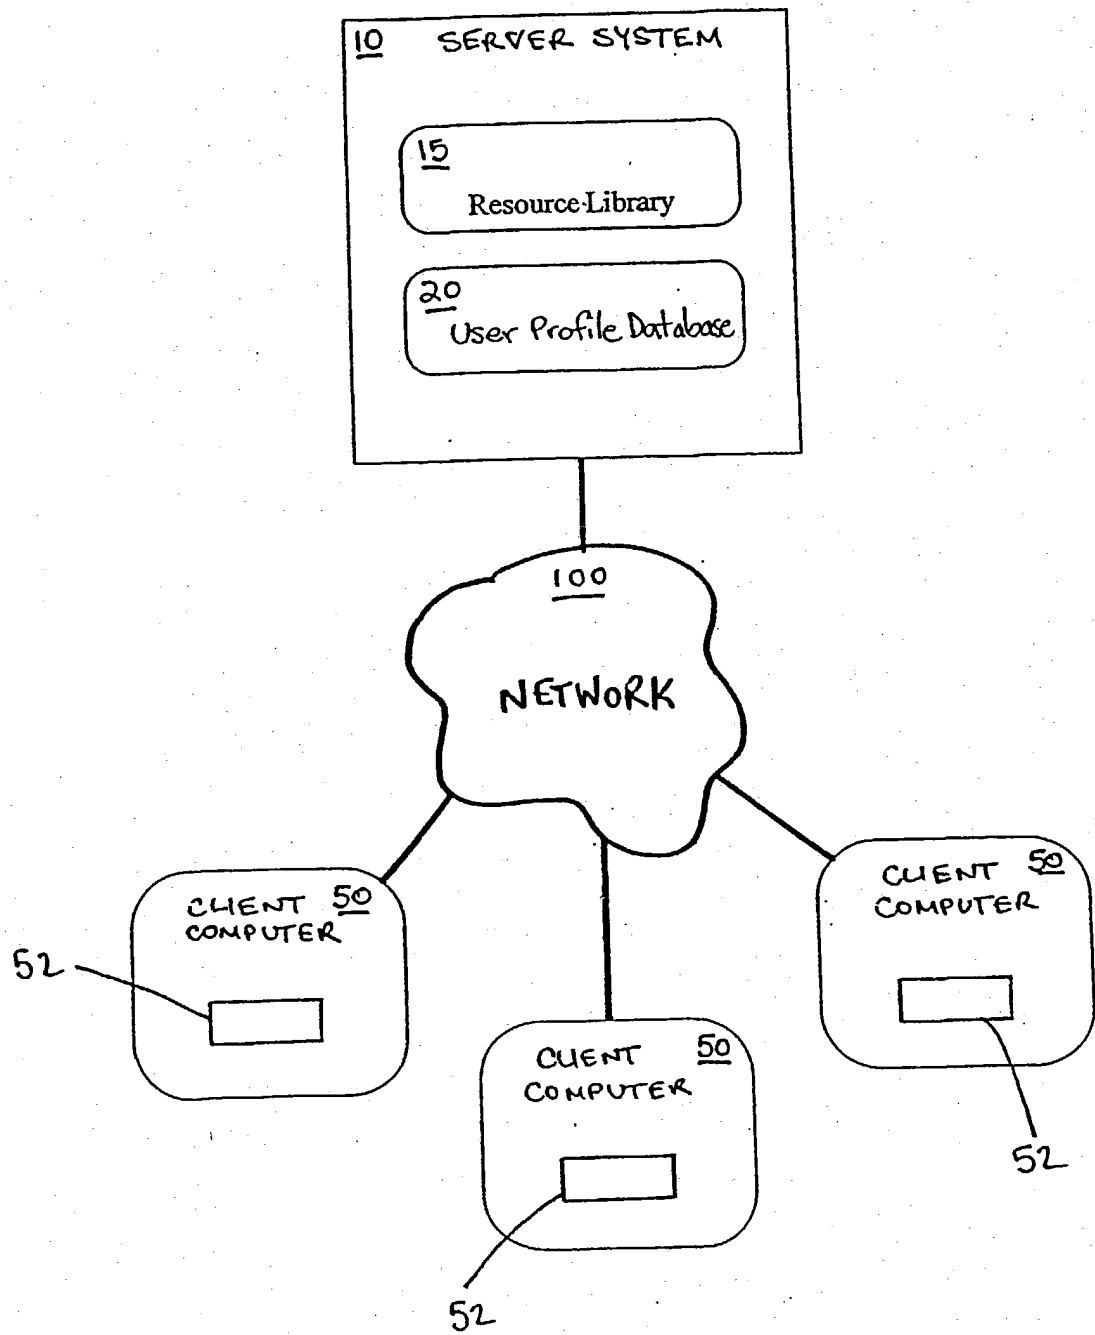 10 SERVER SYSTEM
15
Resource Library
20
User Profile Database
100
NETWORK
CLIENT 50
COMPUTER
52
CLIENT 50
COMPUTER
52
CLIENT 50
COMPUTER
52